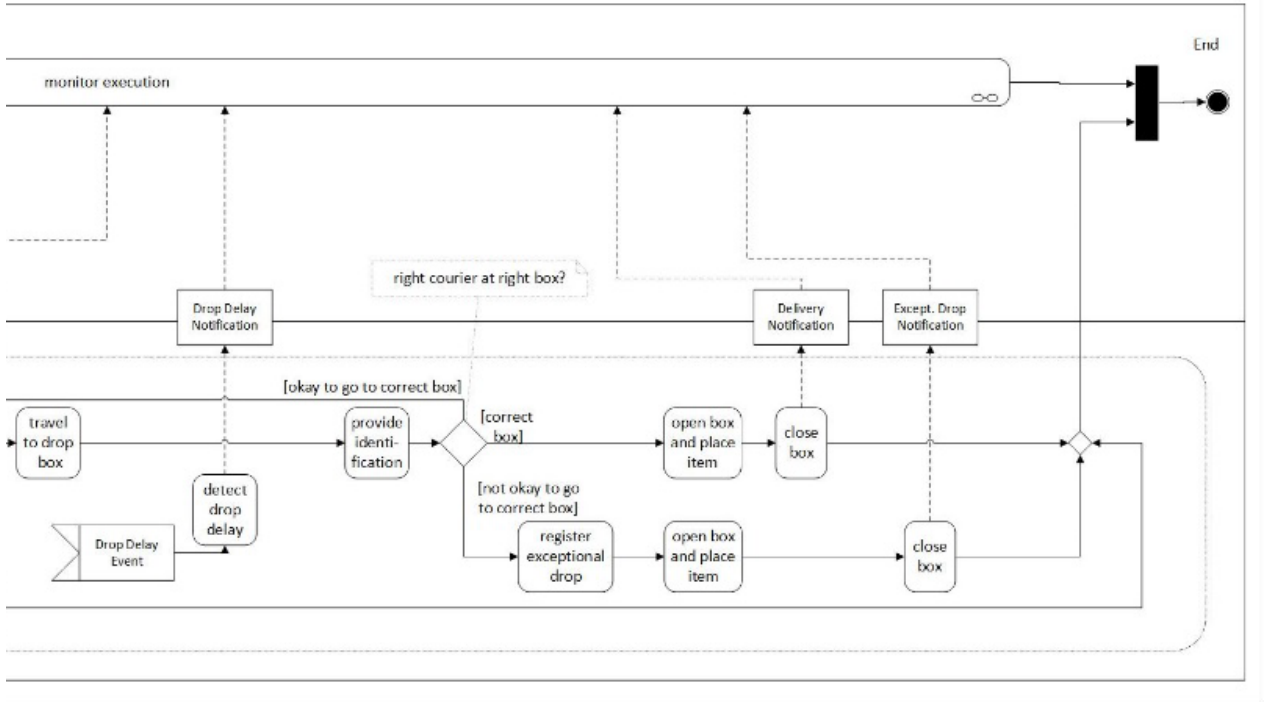 End
monitor execution
right courier at right box?
Drop Delay
Notification
Delivery
Notification
Except. Drop
Notification
[okay to go to correct box]
travel
to drop
box
provide
identi-
fication
[correct
box]
open box
and place
item
close
box
detect
drop
delay
[not okay to go
to correct box]
Drop Delay
Event
register
exceptional
drop
open box
and place
item
close
box